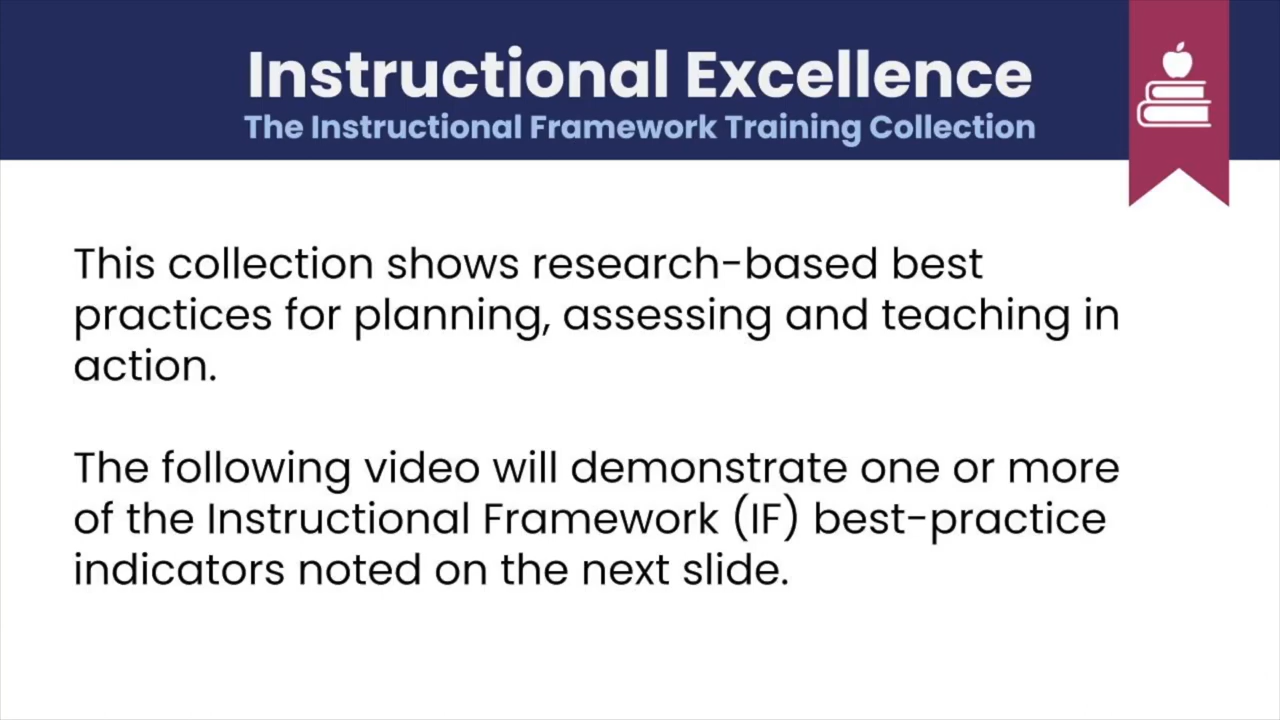 Instructional Excellence
The Instructional Framework Training Collection
This collection shows research-based best
practices for planning, assessing and teaching in
action.
The following video will demonstrate one or more
of the Instructional Framework (IF) best-practice
indicators noted on the next slide.